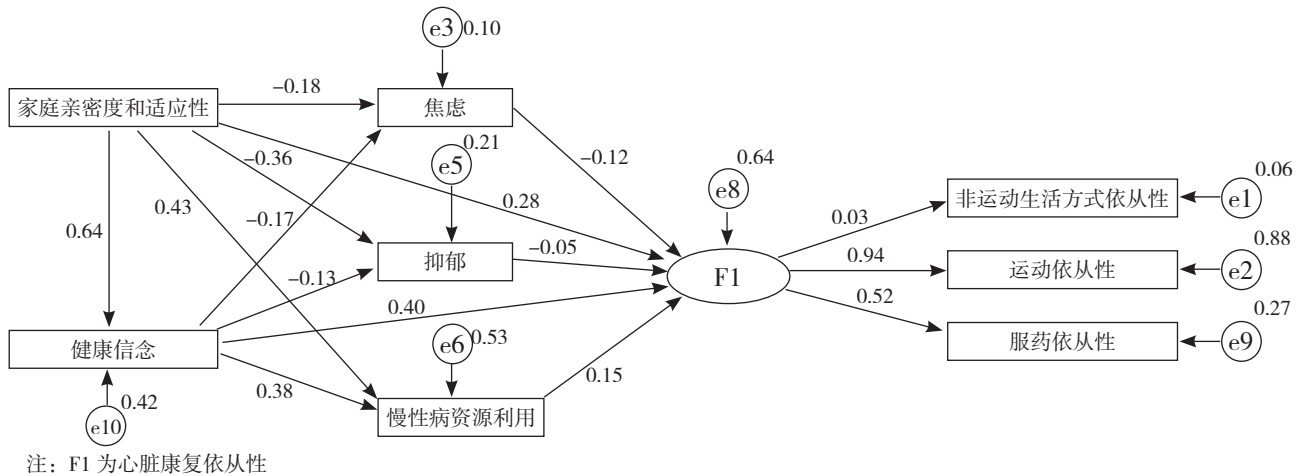 e3 0.10
家庭亲密度和适应性
-0.18
焦虑
e5 0.21
-0.36
-0.12
e8 0.64
0.06
非运动生活方式依从性
e1
0.43
0.28
-0.17
0.03
0.88
0.64
抑郁
-0.05
F1
0.94
运动依从性
e2
-0.13
0.40
0.52
0.27
健康信念
e6 0.53
服药依从性
e9
0.38
0.15
e10 0.42
慢性病资源利用
注：F1 为心脏康复依从性